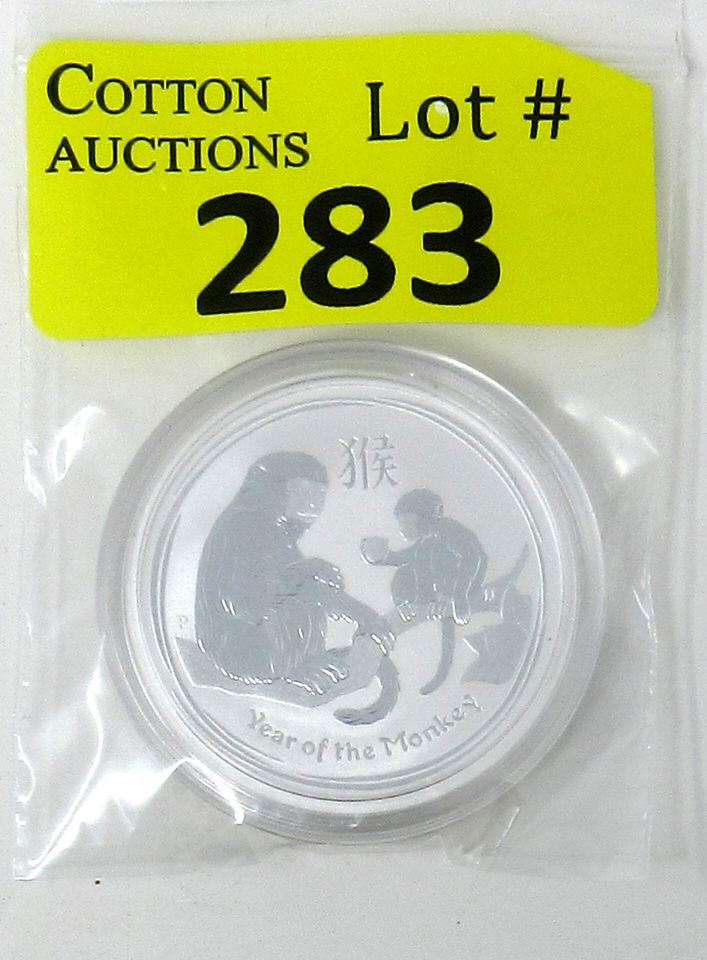 COTTON
AUCTIONS
Lot #
283
猴
P
Year of the Monkey